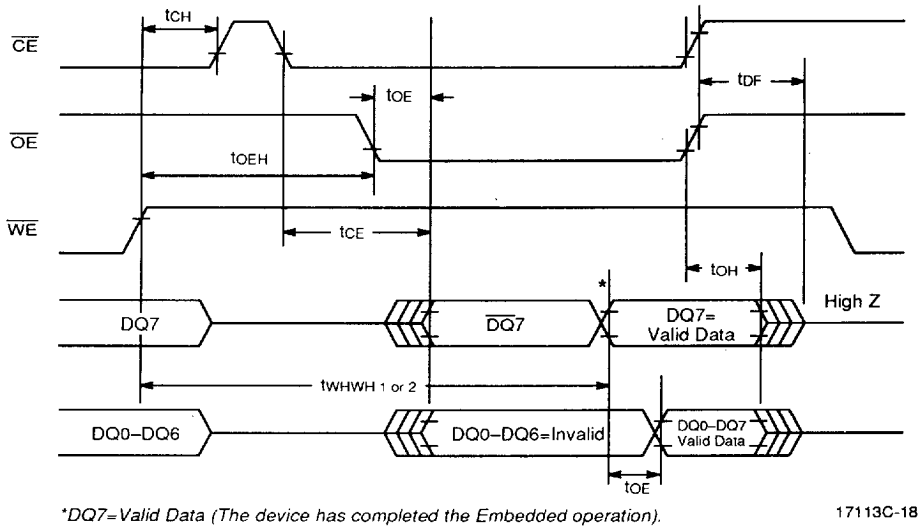 tCH
CE
tDF
tOE
OE
tOEH
WE
tCE
tOH
*
High Z
DQ7
DQ7
DQ7=
Valid Data
tWHWH 1 or 2
DQ0–DQ6
DQ0–DQ6=Invalid
DQ0–DQ7
Valid Data
tOE
*DQ7=Valid Data (The device has completed the Embedded operation).
17113C-18